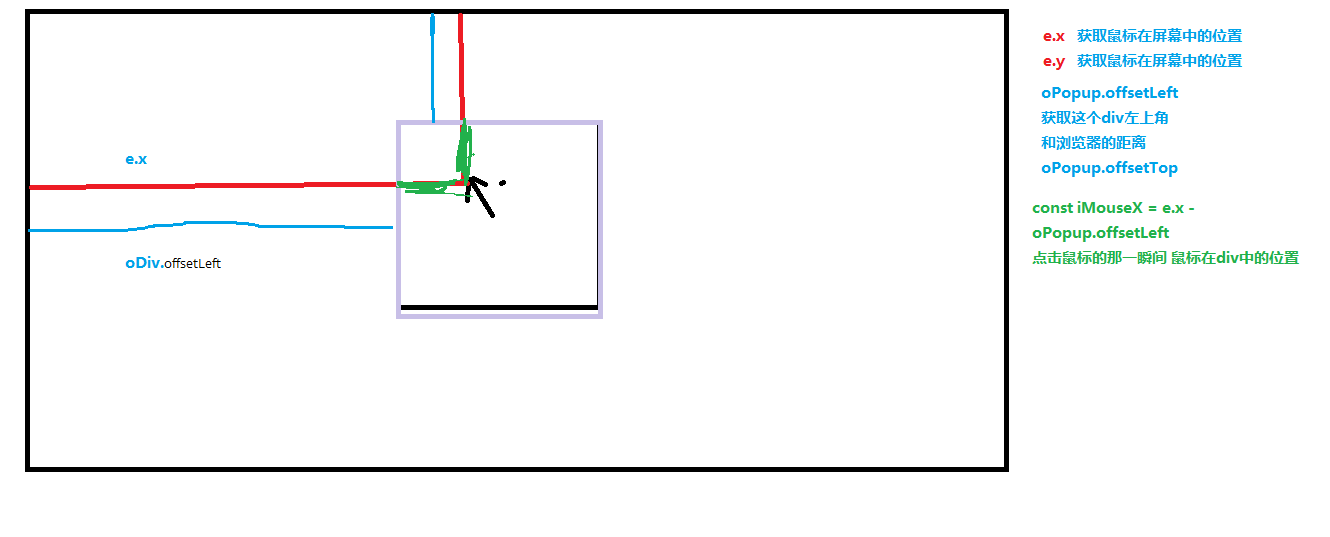 e.x 获取鼠标在屏幕中的位置
e.y 获取鼠标在屏幕中的位置
oPopup.offsetLeft
获取这个div左上角
和浏览器的距离
oPopup.offsetTop
e.x
const iMouseX = e.x -
oPopup.offsetLeft
点击鼠标的那一瞬间 鼠标在div中的位置
oDiv.offsetLeft